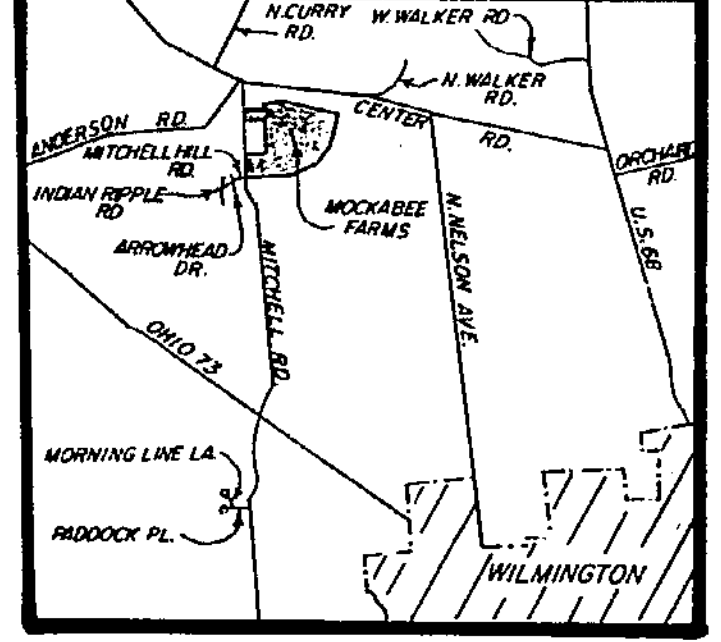 N. CURRY
RD.
W. WALKER RD
N. WALKER
RD.
CENTER
RD.
ANDERSON RD.
MITCHELL HILL
RD.
ORCHARD
RD.
INDIAN RIPPLE
RD
MOCKABEE
FARMS
ARROWHEAD
DR.
MITCHELL RD.
N. NELSON AVE.
U.S. 68
OHIO 73
MORNING LINE LA.
PADDOCK PL.
WILMINGTON